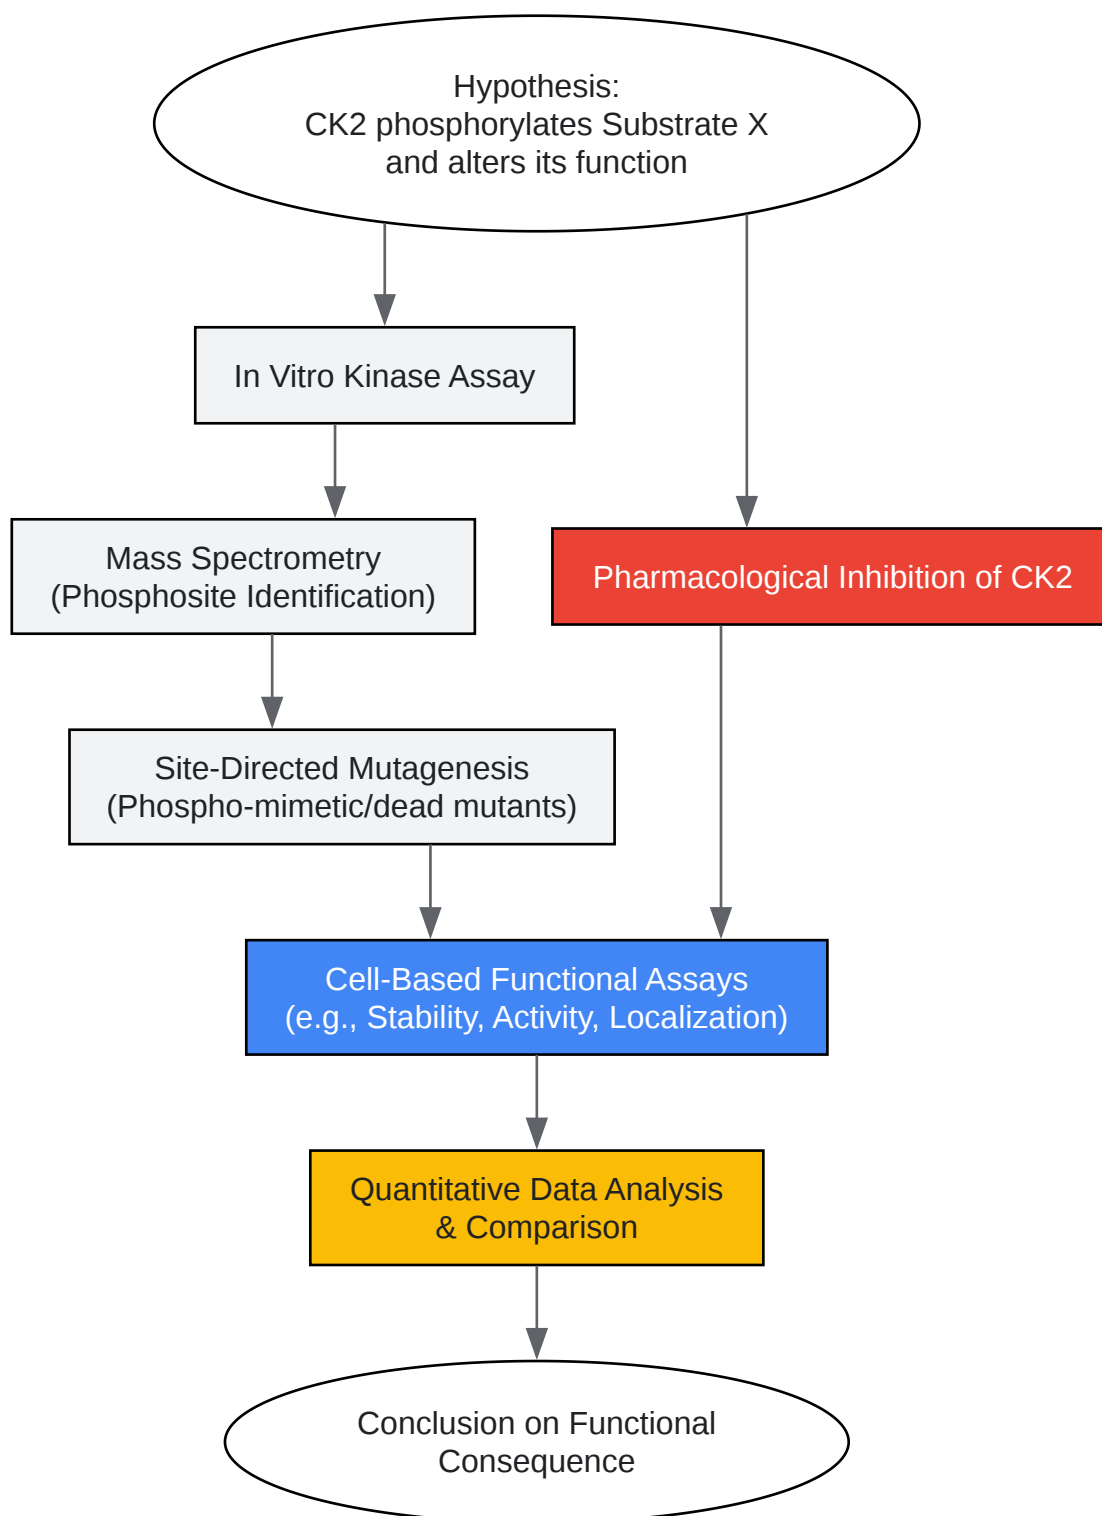 Hypothesis:
CK2 phosphorylates Substrate X
and alters its function
In Vitro Kinase Assay
Mass Spectrometry
(Phosphosite Identification)
Pharmacological Inhibition of CK2
Site-Directed Mutagenesis
(Phospho-mimetic/dead mutants)
Cell-Based Functional Assays
(e.g., Stability, Activity, Localization)
Quantitative Data Analysis
& Comparison
Conclusion on Functional
Consequence